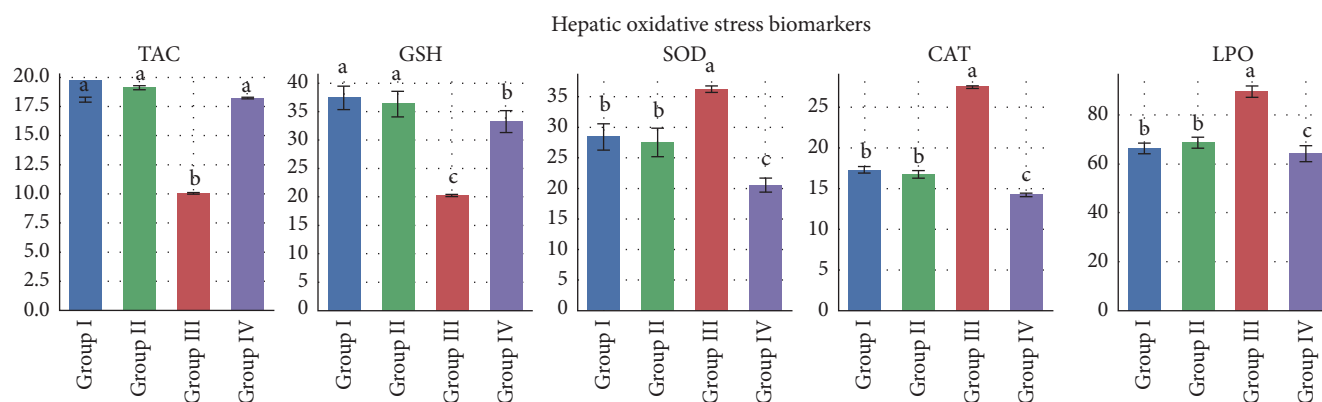 Hepatic oxidative stress biomarkers
TAC
20.0
17.5
15.0
12.5
10.0
7.5
5.0
2.5
0.0
a
a
b
a
Group I
Group II
Group III
Group IV
GSH
40
35
30
25
20
15
10
5
0
a
a
c
b
Group I
Group II
Group III
Group IV
SOD
35
30
25
20
15
10
5
0
b
b
a
c
Group I
Group II
Group III
Group IV
CAT
25
20
15
10
5
0
b
b
a
c
Group I
Group II
Group III
Group IV
LPO
80
60
40
20
0
b
b
a
c
Group I
Group II
Group III
Group IV